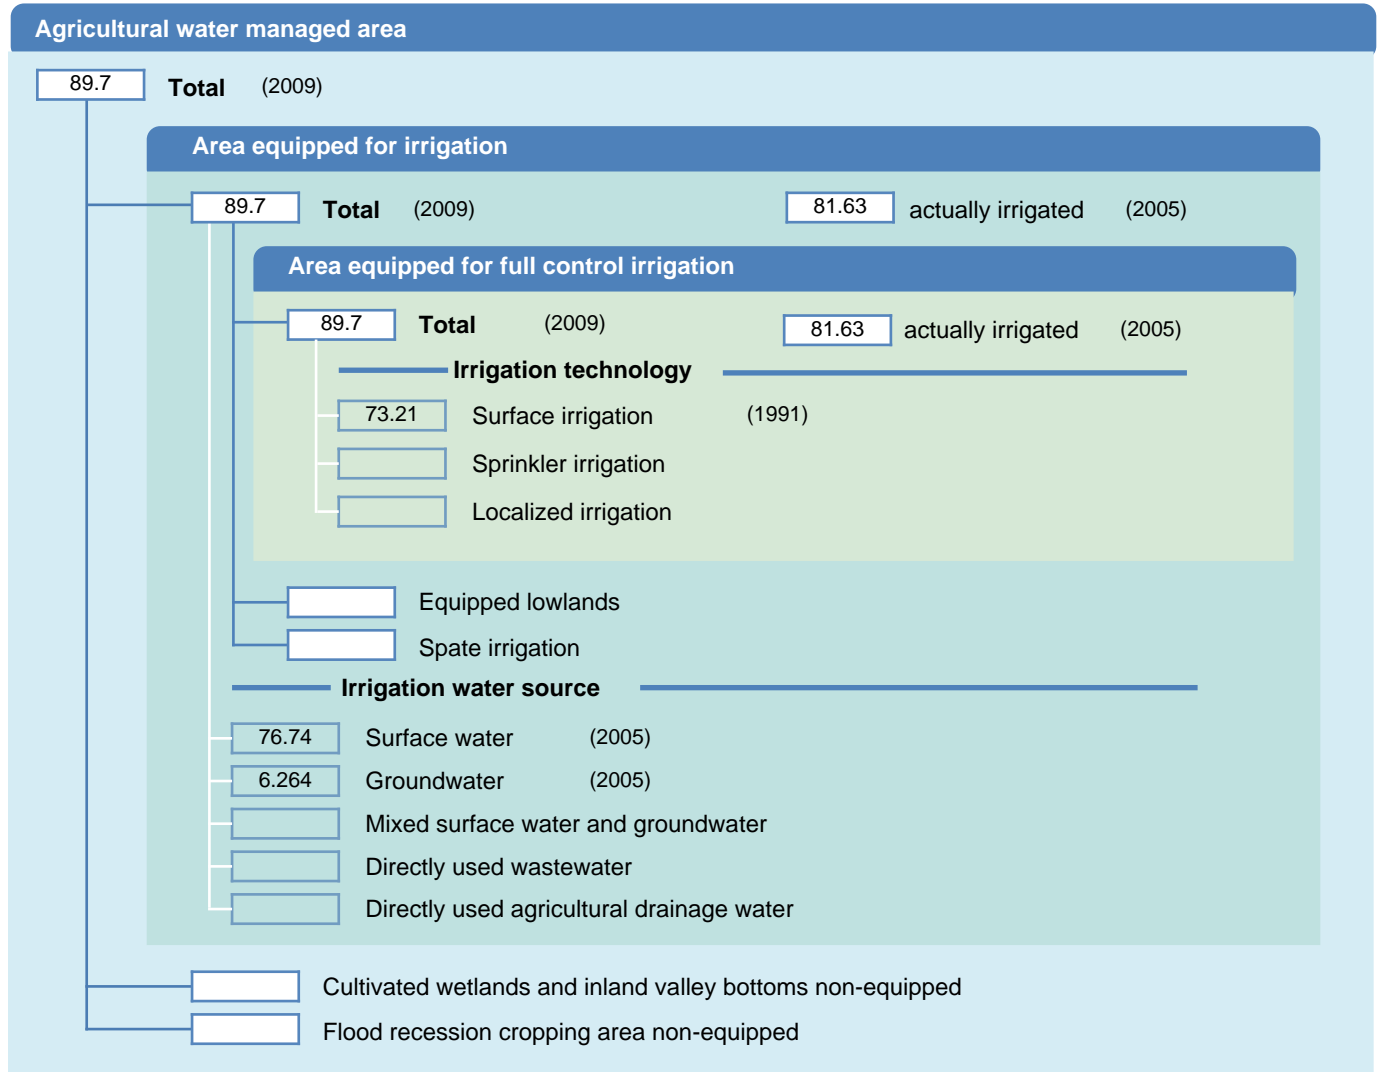 Agricultural water managed area
89.7 Total (2009)
Area equipped for irrigation
89.7 Total (2009) 81.63 actually irrigated (2005)
Area equipped for full control irrigation
89.7 Total (2009) 81.63 actually irrigated (2005)
Irrigation technology
73.21 Surface irrigation (1991)
Sprinkler irrigation
Localized irrigation
Equipped lowlands
Spate irrigation
Irrigation water source
76.74 Surface water (2005)
6.264 Groundwater (2005)
Mixed surface water and groundwater
Directly used wastewater
Directly used agricultural drainage water
Cultivated wetlands and inland valley bottoms non-equipped
Flood recession cropping area non-equipped